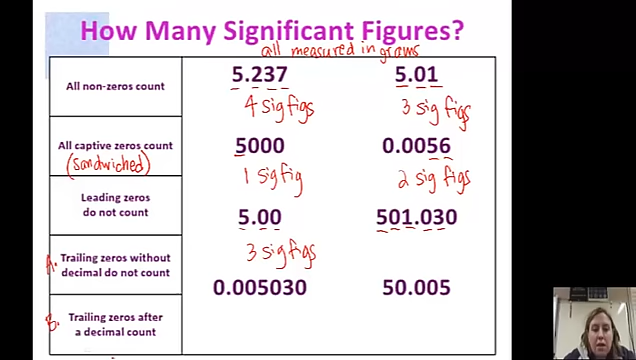 How Many Significant Figures?
all measured in grams
All non-zeros count
5.237
5.01
4 sig figs
3 sig figs
All captive zeros count
(sandwiched)
5000
0.0056
1 sig fig
2 sig figs
Leading zeros
do not count
5.00
501.030
3 sig figs
A. Trailing zeros without
decimal do not count
0.005030
50.005
B. Trailing zeros after
a decimal count